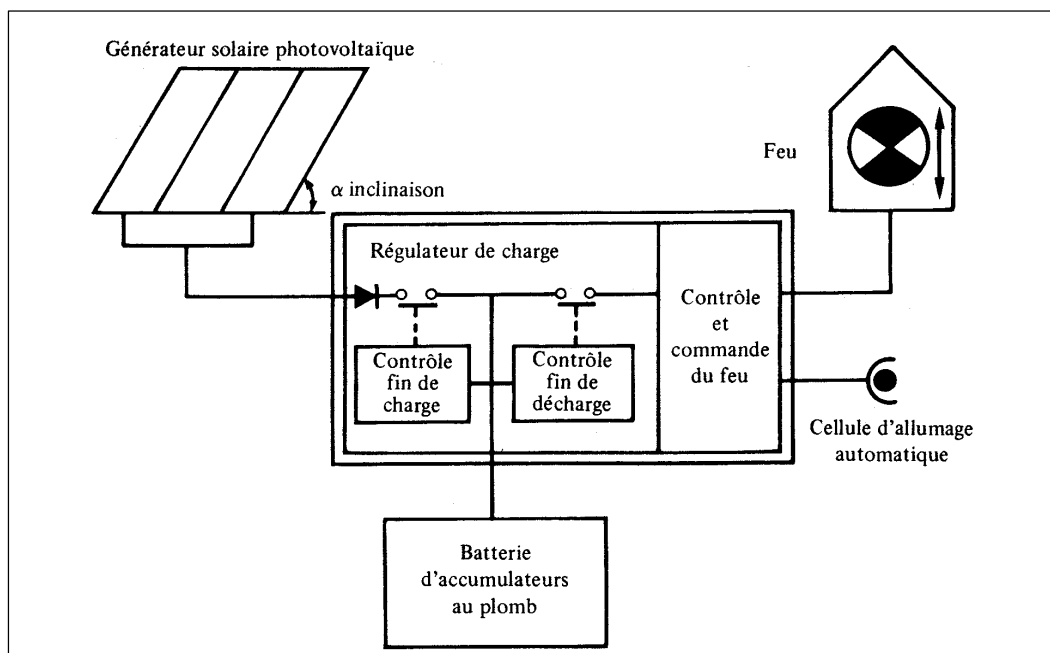 Générateur solaire photovoltaïque
α inclinaison
Feu
Régulateur de charge
Contrôle
fin de
charge
Contrôle
fin de
décharge
Contrôle
et
commande
du feu
Cellule d'allumage
automatique
Batterie
d'accumulateurs
au plomb